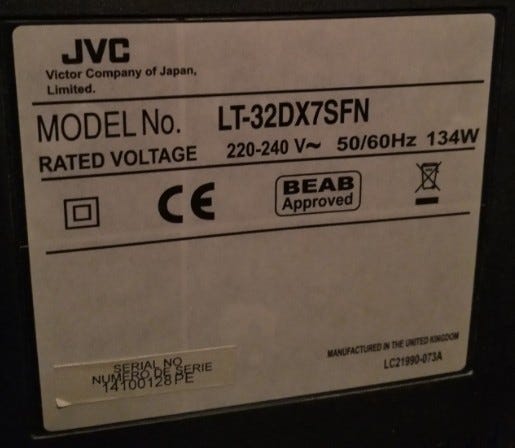 JVC
Victor Company of Japan,
Limited.
MODEL No. LT-32DX7SFN
RATED VOLTAGE 220-240 V~ 50/60Hz 134W
CE
BEAB
Approved
MANUFACTURED IN THE UNITED KINGDOM
LC21990-073A
SERIAL NO
NUMERO DE SERIE
14100128PE